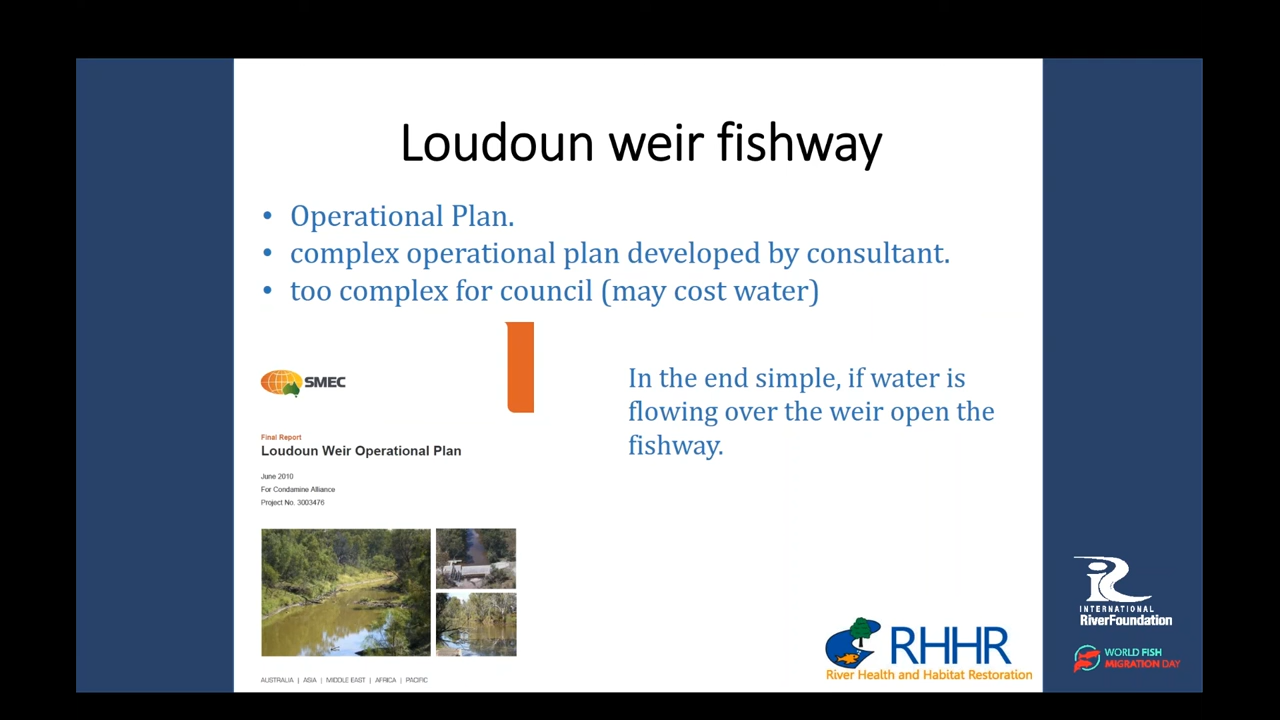 Loudoun weir fishway
• Operational Plan.
• complex operational plan developed by consultant.
• too complex for council (may cost water)
SMEC
In the end simple, if water is
flowing over the weir open the
fishway.
Final Report
Loudoun Weir Operational Plan
June 2010
For Condamine Alliance
Project No. 3003476
AUSTRALIA | ASIA | MIDDLE EAST | AFRICA | PACIFIC
RHHR
River Health and Habitat Restoration
INTERNATIONAL
RiverFoundation
WORLD FISH
MIGRATION DAY